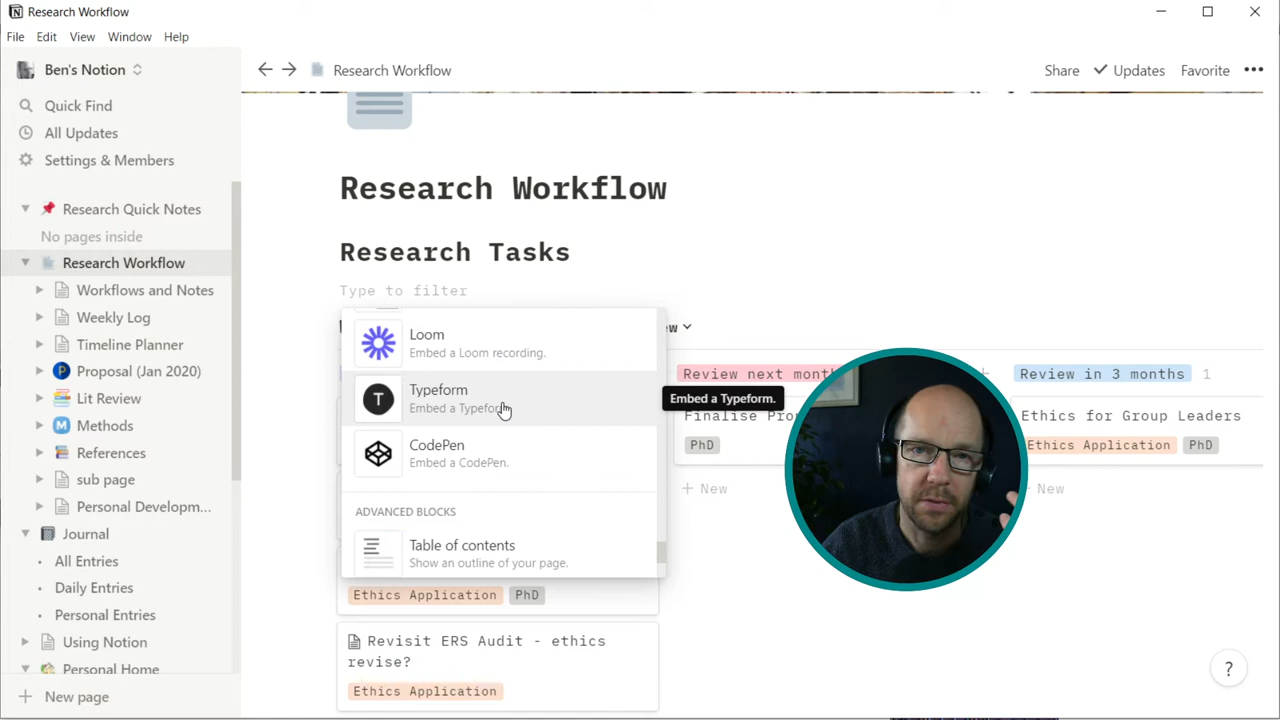 Research Workflow
File Edit View Window Help
Ben's Notion
Quick Find
All Updates
Settings & Members
Research Quick Notes
No pages inside
Research Workflow
Workflows and Notes
Weekly Log
Timeline Planner
Proposal (Jan 2020)
Lit Review
Methods
References
sub page
Personal Developm...
Journal
All Entries
Daily Entries
Personal Entries
Using Notion
Personal Home
New page
Research Workflow
Share Updates Favorite
Research Workflow
Research Tasks
Type to filter
Loom
Embed a Loom recording.
Typeform
Embed a Typeform.
CodePen
Embed a CodePen.
ADVANCED BLOCKS
Table of contents
Show an outline of your page.
Embed a Typeform.
Ethics Application PhD
Revisit ERS Audit - ethics
revise?
Ethics Application
Review next month
PhD
+ New
Review in 3 months 1
Ethics for Group Leaders
Ethics Application PhD
New
?